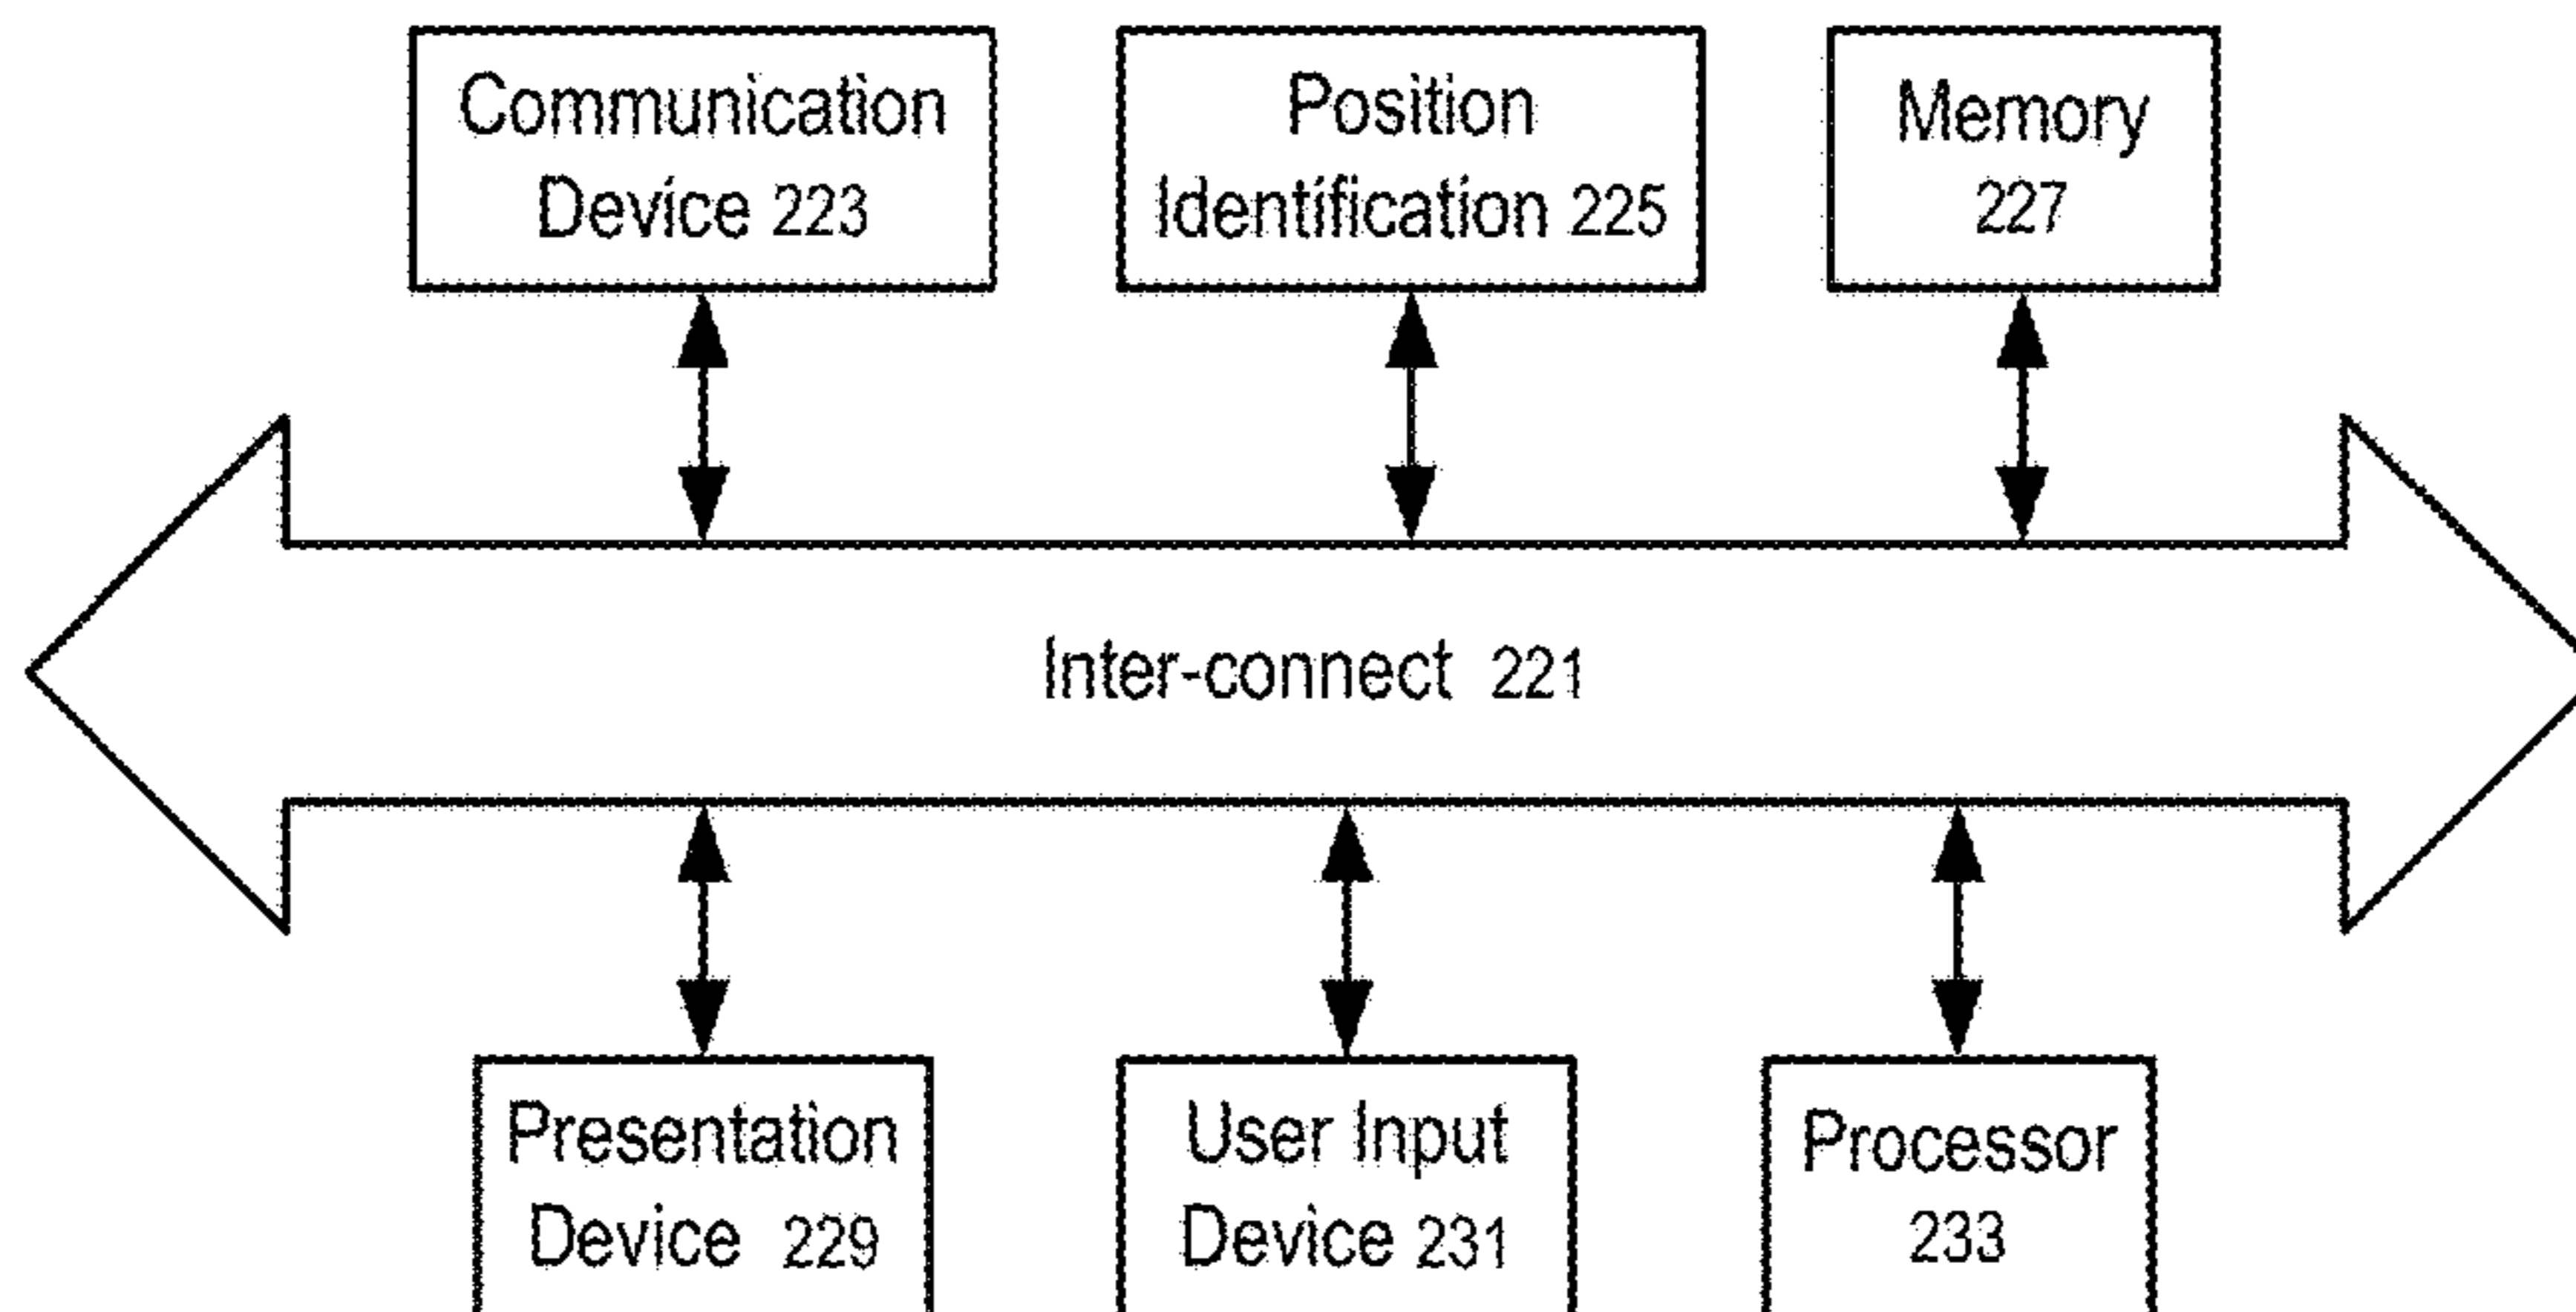 Communication
Device 223
Position
Identification 225
Memory
227
Inter-connect 221
Presentation
Device 229
User Input
Device 231
Processor
233